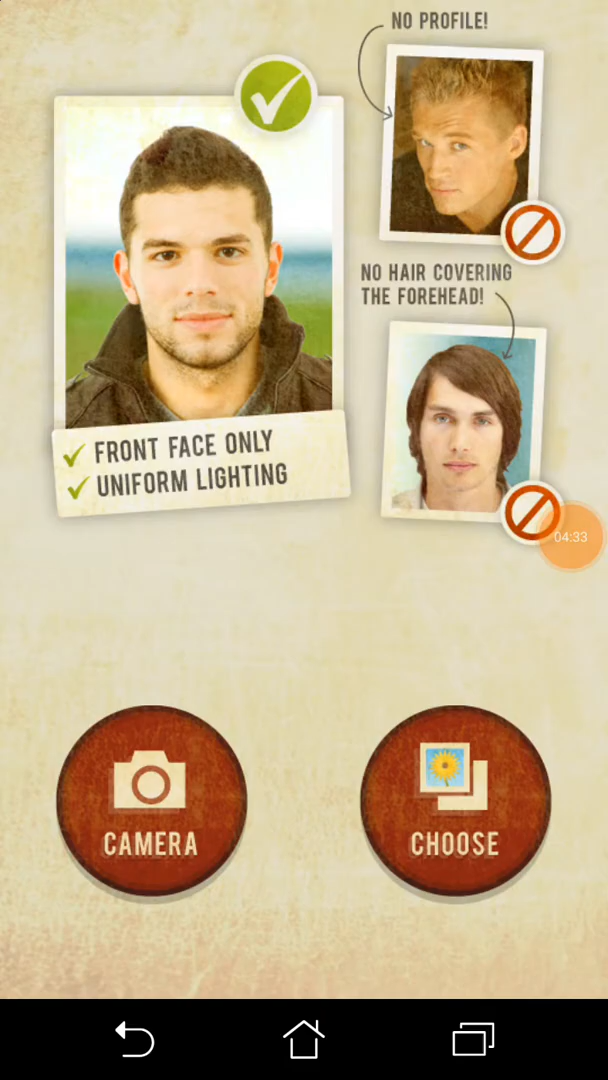 NO PROFILE!
NO HAIR COVERING
THE FOREHEAD!
FRONT FACE ONLY
UNIFORM LIGHTING
04:33
CAMERA
CHOOSE